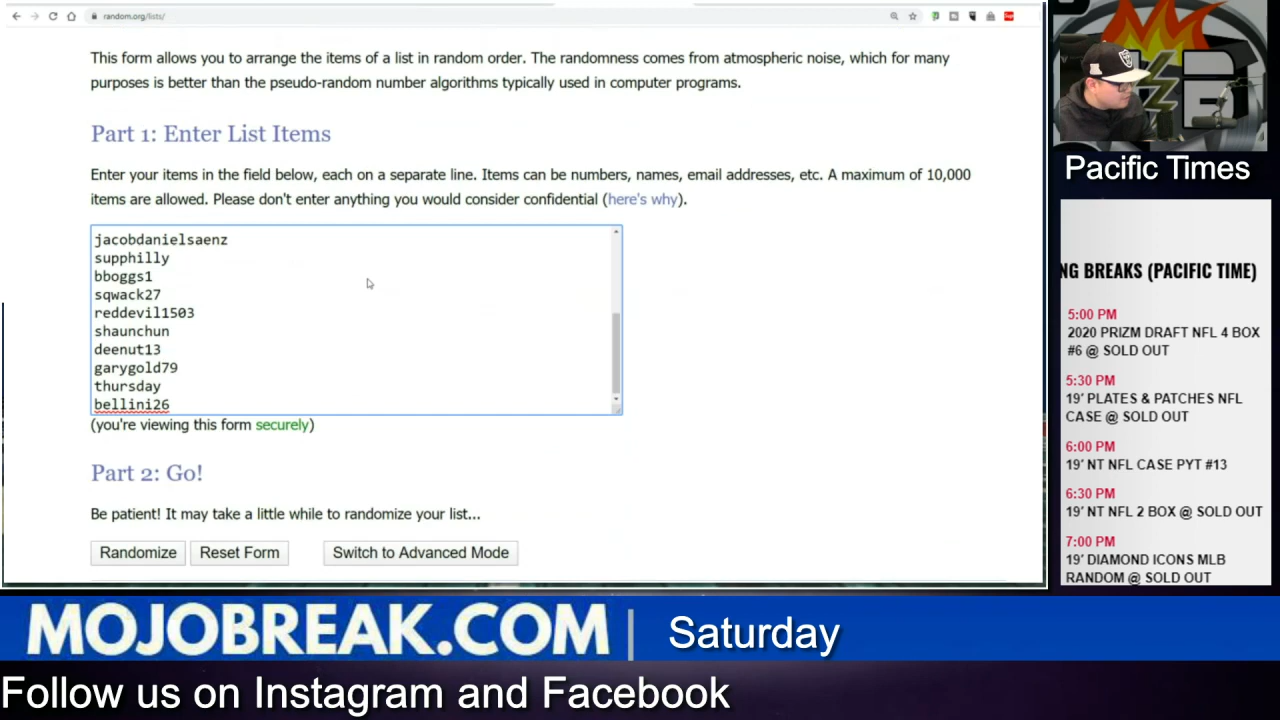 random.org/lists/
This form allows you to arrange the items of a list in random order. The randomness comes from atmospheric noise, which for many
purposes is better than the pseudo-random number algorithms typically used in computer programs.
Part 1: Enter List Items
Enter your items in the field below, each on a separate line. Items can be numbers, names, email addresses, etc. A maximum of 10,000
items are allowed. Please don't enter anything you would consider confidential (here's why).
jacobdanielsaenz
supphilly
bboggs1
sqwack27
reddevil1503
shaunchun
deenut13
garygold79
thursday
bellini26
(you're viewing this form securely)
Part 2: Go!
Be patient! It may take a little while to randomize your list...
Randomize Reset Form Switch to Advanced Mode
Pacific Times
NG BREAKS (PACIFIC TIME)
5:00 PM
2020 PRIZM DRAFT NFL 4 BOX
#6 @ SOLD OUT
5:30 PM
19' PLATES & PATCHES NFL
CASE @ SOLD OUT
6:00 PM
19' NT NFL CASE PYT #13
6:30 PM
19' NT NFL 2 BOX @ SOLD OUT
7:00 PM
19' DIAMOND ICONS MLB
RANDOM @ SOLD OUT
MOJOBREAK.COM | Saturday
Follow us on Instagram and Facebook